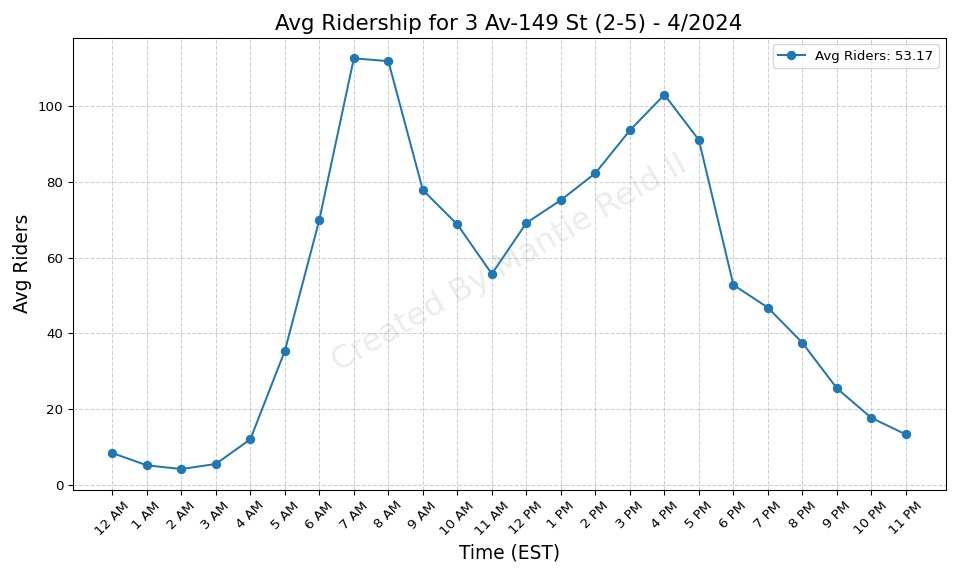 Avg Ridership for 3 Av-149 St (2-5) - 4/2024
Avg Riders: 53.17
100
80
60
40
20
0
Avg Riders
Created By Mantle Reid II
12 AM
1 AM
2 AM
3 AM
4 AM
5 AM
6 AM
7 AM
8 AM
9 AM
10 AM
11 AM
12 PM
1 PM
2 PM
3 PM
4 PM
5 PM
6 PM
7 PM
8 PM
9 PM
10 PM
11 PM
Time (EST)